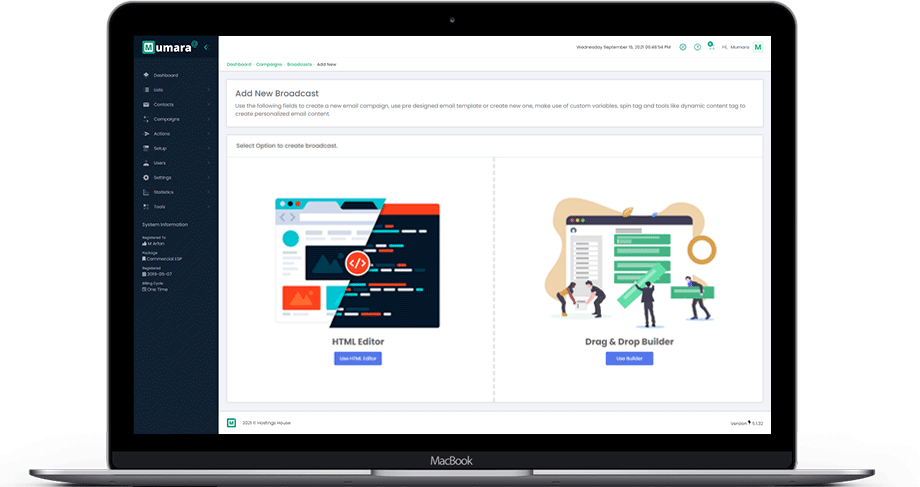 Mumara
Wednesday September 15, 2021 05:46:54 PM
Hi, Mumara
M
Dashboard Campaigns Broadcasts Add New
Dashboard
Lists
Contacts
Campaigns
Actions
Setup
Users
Settings
Statistics
Tools
System Information
Registered To
M Arfan
Package
Commercial ESP
Registered
2019-05-07
Billing Cycle
One Time
Add New Broadcast
Use the following fields to create a new email campaign, use pre designed email template or create new one, make use of custom variables, spin tag and tools like dynamic content tag to
create personalized email content.
Select Option to create broadcast.
</>
HTML Editor
Use HTML Editor
Drag & Drop Builder
Use Builder
M
2021 © Hostings House
Version
5.1.22
MacBook